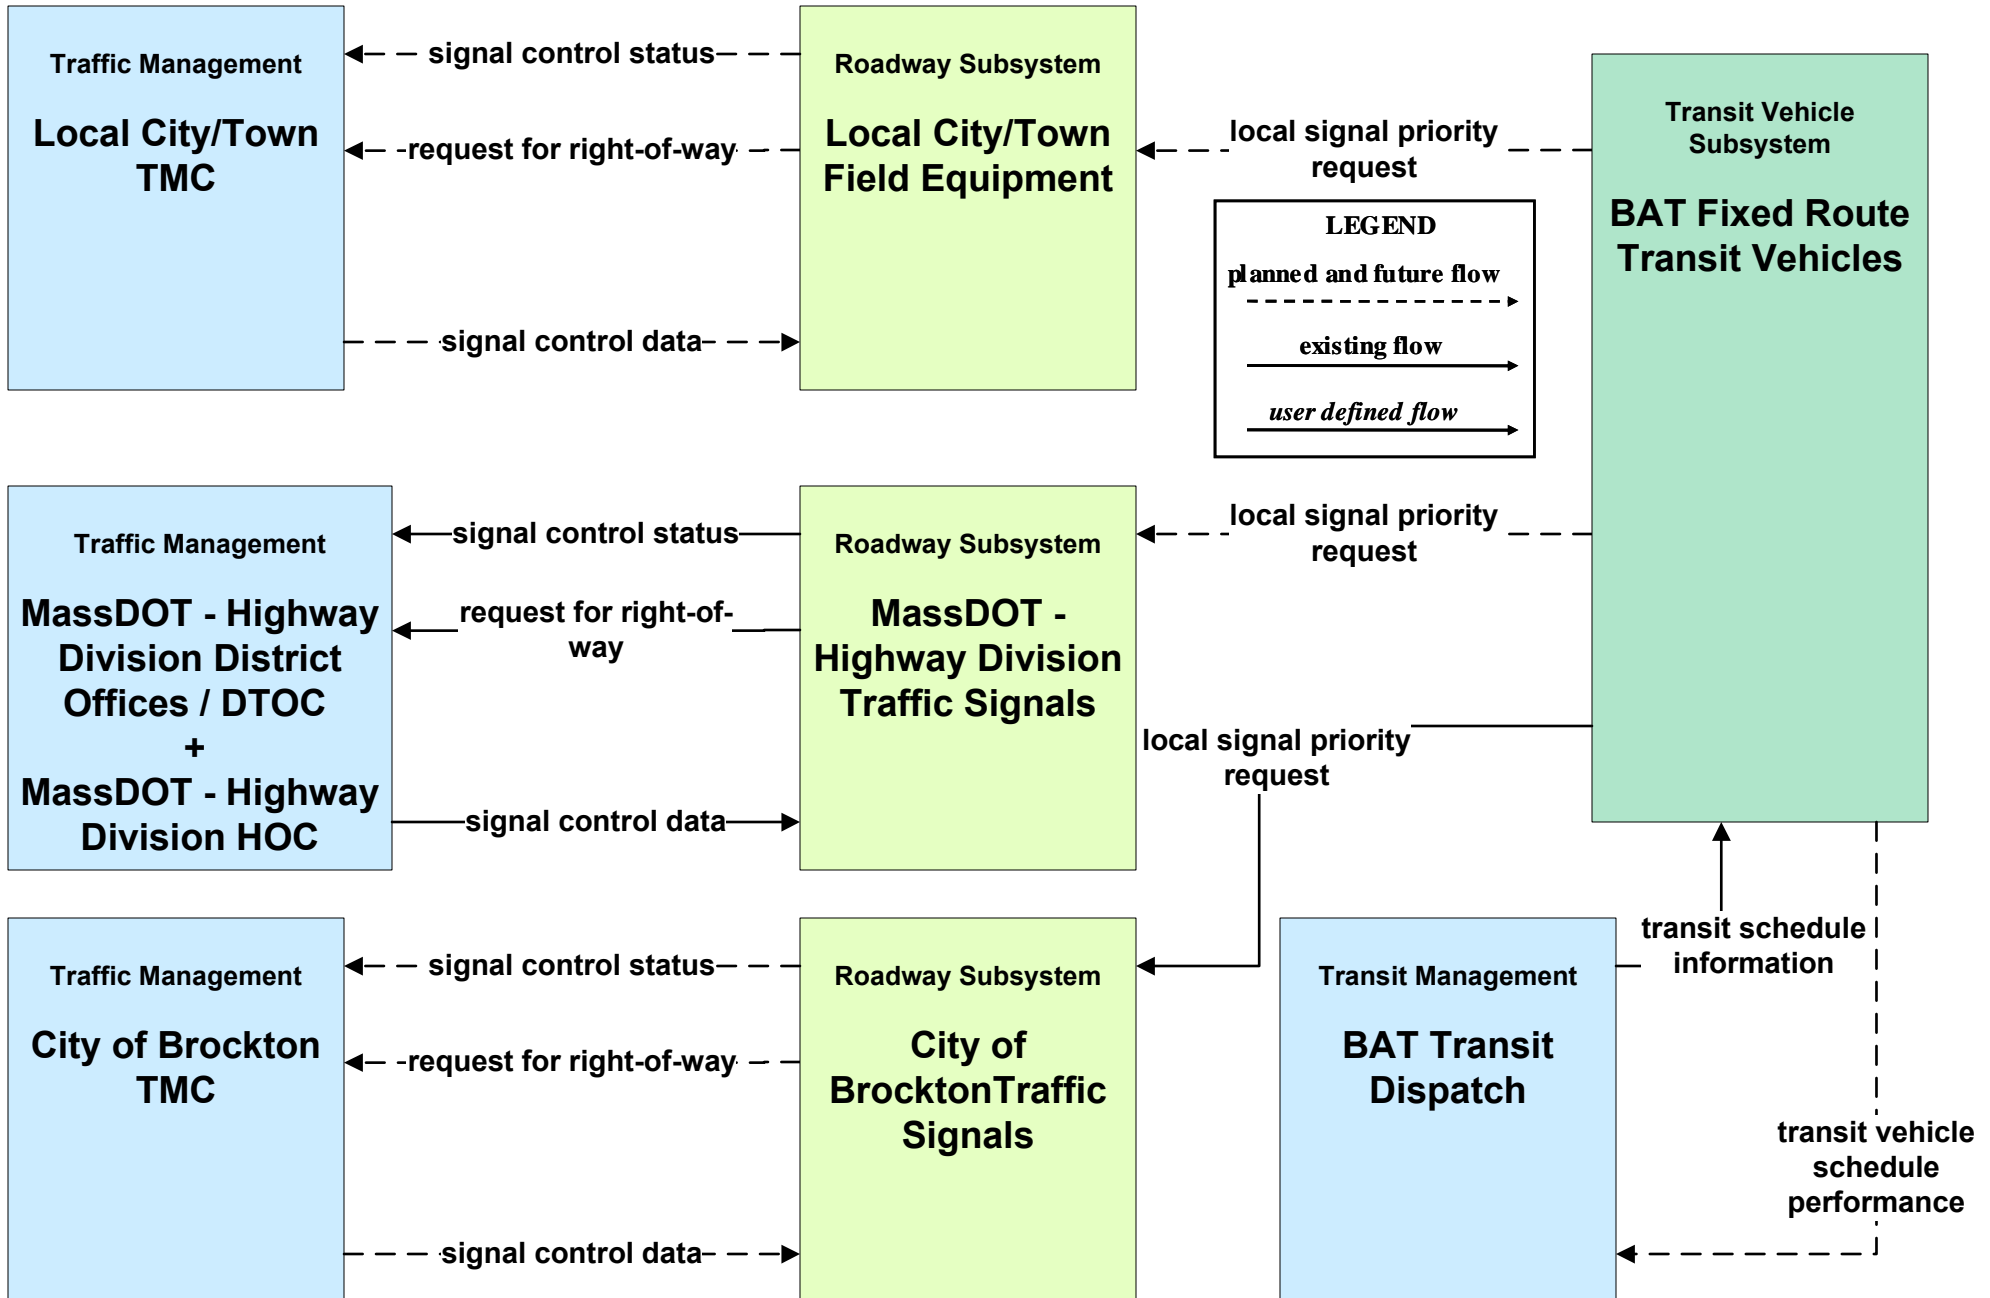 Traffic Management
Local City/Town
TMC
signal control status
request for right-of-way
signal control data
Roadway Subsystem
Local City/Town
Field Equipment
local signal priority
request
LEGEND
planned and future flow
existing flow
user defined flow
Transit Vehicle
Subsystem
BAT Fixed Route
Transit Vehicles
Traffic Management
MassDOT - Highway
Division District
Offices / DTOC
+
MassDOT - Highway
Division HOC
signal control status
request for right-of-
way
signal control data
Roadway Subsystem
MassDOT -
Highway Division
Traffic Signals
local signal priority
request
local signal priority
request
Traffic Management
City of Brockton
TMC
signal control status
request for right-of-way
signal control data
Roadway Subsystem
City of
BrocktonTraffic
Signals
Transit Management
BAT Transit
Dispatch
transit schedule
information
transit vehicle
schedule
performance